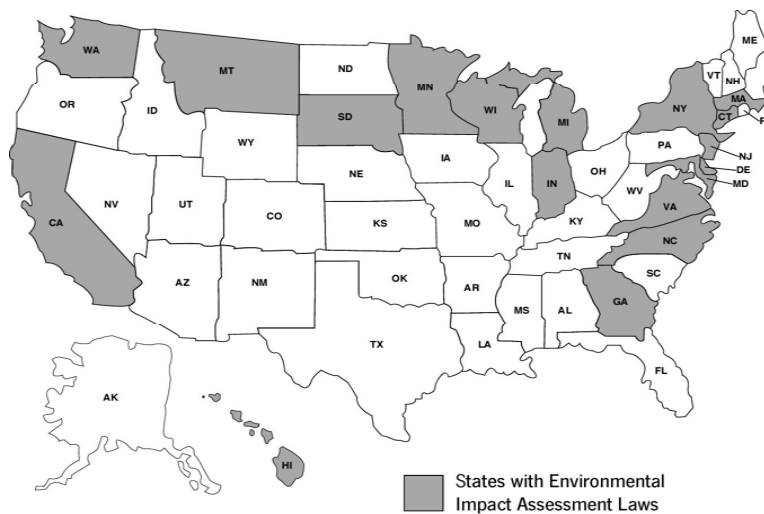 WA
MT
ND
MN
ME
VT
NH
OR
ID
SD
WI
MI
NY
MA
CT
WY
IA
PA
NJ
DE
MD
NE
IL
IN
OH
WV
VA
NV
UT
CO
KS
MO
KY
CA
NC
TN
AZ
NM
OK
AR
SC
MS
AL
GA
TX
LA
FL
AK
HI
States with Environmental
Impact Assessment Laws